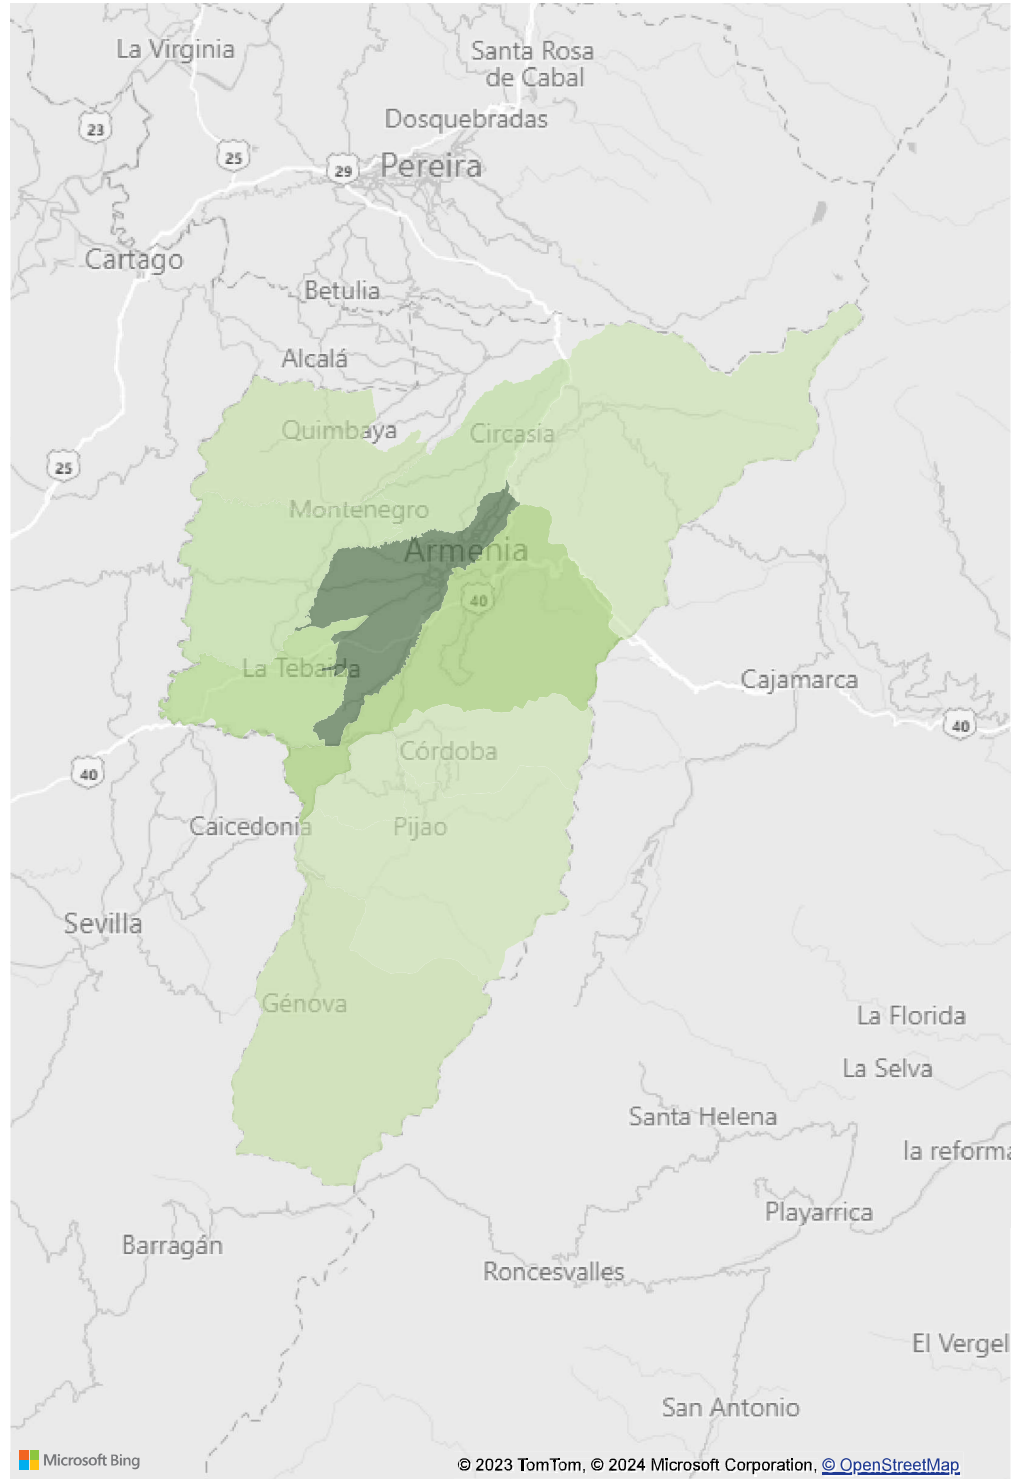 La Virginia
Santa Rosa
de Cabal
23
Dosquebradas
25
29
Pereira
Cartago
Betulia
Alcalá
Quimbaya
Circasia
25
Montenegro
Armenia
40
La Tebaida
Cajamarca
40
Córdoba
40
Caicedonia
Pijao
Sevilla
Génova
La Florida
La Selva
Santa Helena
la reforma
Playarrica
Barragán
Roncesvalles
El Vergel
San Antonio
Microsoft Bing
© 2023 TomTom, © 2024 Microsoft Corporation, © OpenStreetMap